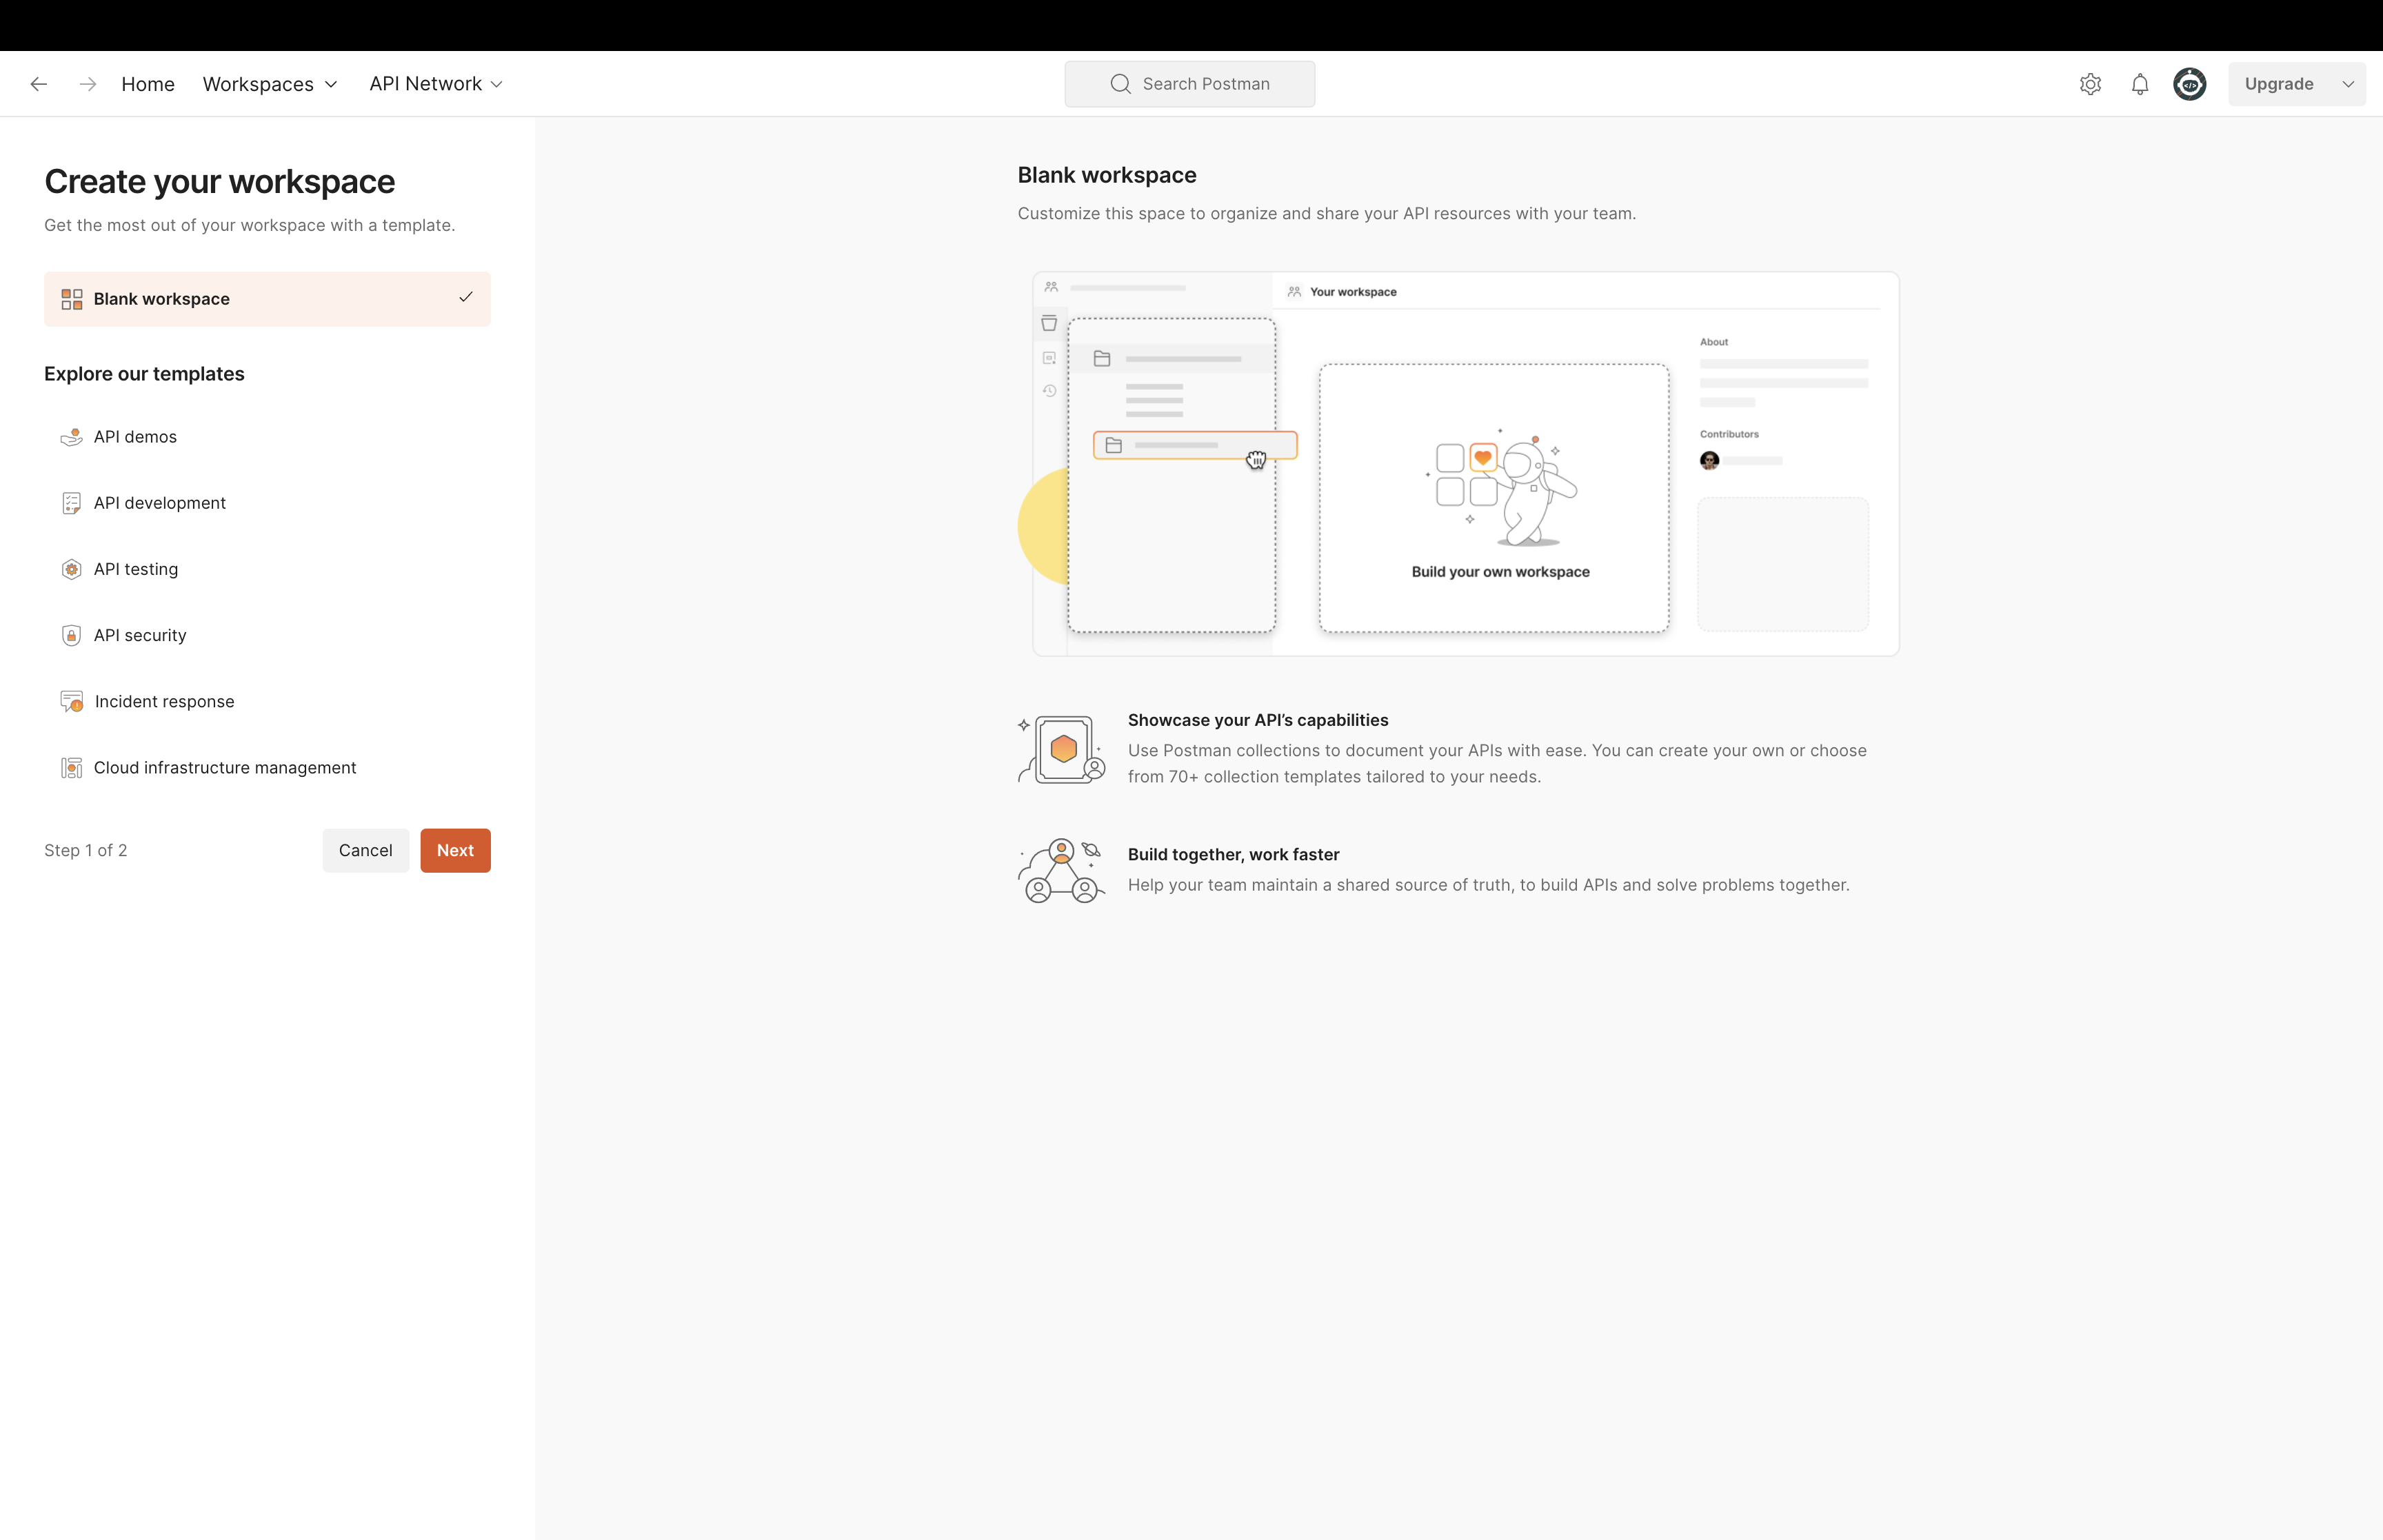 Home
Workspaces
API Network
Search Postman
Upgrade
Create your workspace
Get the most out of your workspace with a template.
Blank workspace
Explore our templates
API demos
API development
API testing
API security
Incident response
Cloud infrastructure management
Step 1 of 2
Cancel
Next
Blank workspace
Customize this space to organize and share your API resources with your team.
Your workspace
About
Contributors
Build your own workspace
Showcase your API’s capabilities
Use Postman collections to document your APIs with ease. You can create your own or choose
from 70+ collection templates tailored to your needs.
Build together, work faster
Help your team maintain a shared source of truth, to build APIs and solve problems together.